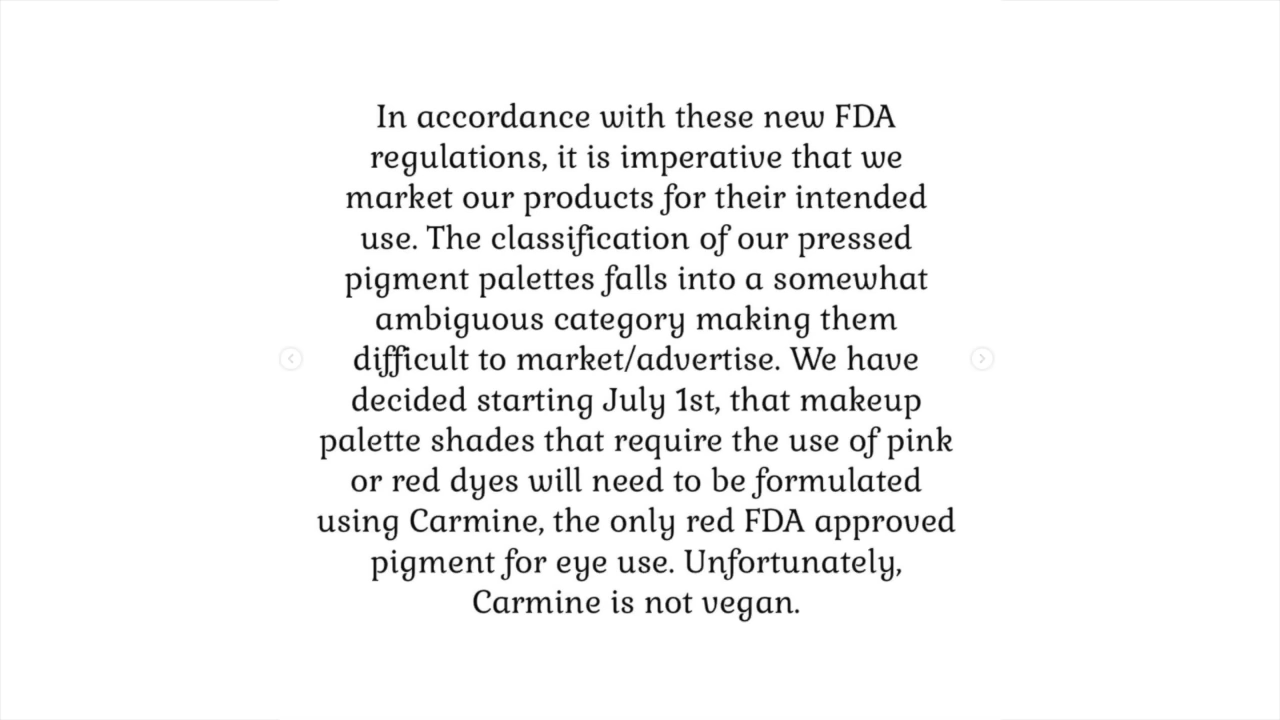 In accordance with these new FDA
regulations, it is imperative that we
market our products for their intended
use. The classification of our pressed
pigment palettes falls into a somewhat
ambiguous category making them
difficult to market/advertise. We have
decided starting July 1st, that makeup
palette shades that require the use of pink
or red dyes will need to be formulated
using Carmine, the only red FDA approved
pigment for eye use. Unfortunately,
Carmine is not vegan.